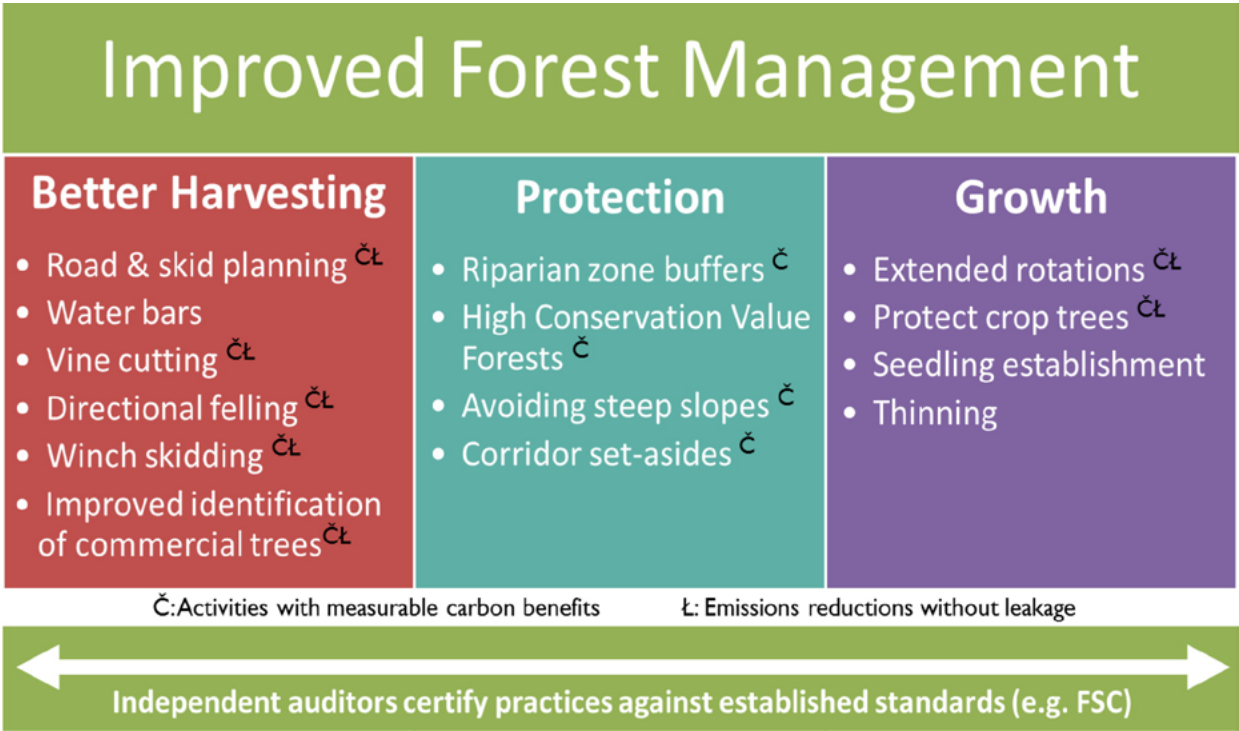 Improved Forest Management
Better Harvesting
• Road & skid planning ČŁ
• Water bars
• Vine cutting ČŁ
• Directional felling ČŁ
• Winch skidding ČŁ
• Improved identification
of commercial trees ČŁ
Protection
• Riparian zone buffers Č
• High Conservation Value
Forests Č
• Avoiding steep slopes Č
• Corridor set-asides Č
Growth
• Extended rotations ČŁ
• Protect crop trees ČŁ
• Seedling establishment
• Thinning
Č:Activities with measurable carbon benefits
Ł: Emissions reductions without leakage
Independent auditors certify practices against established standards (e.g. FSC)